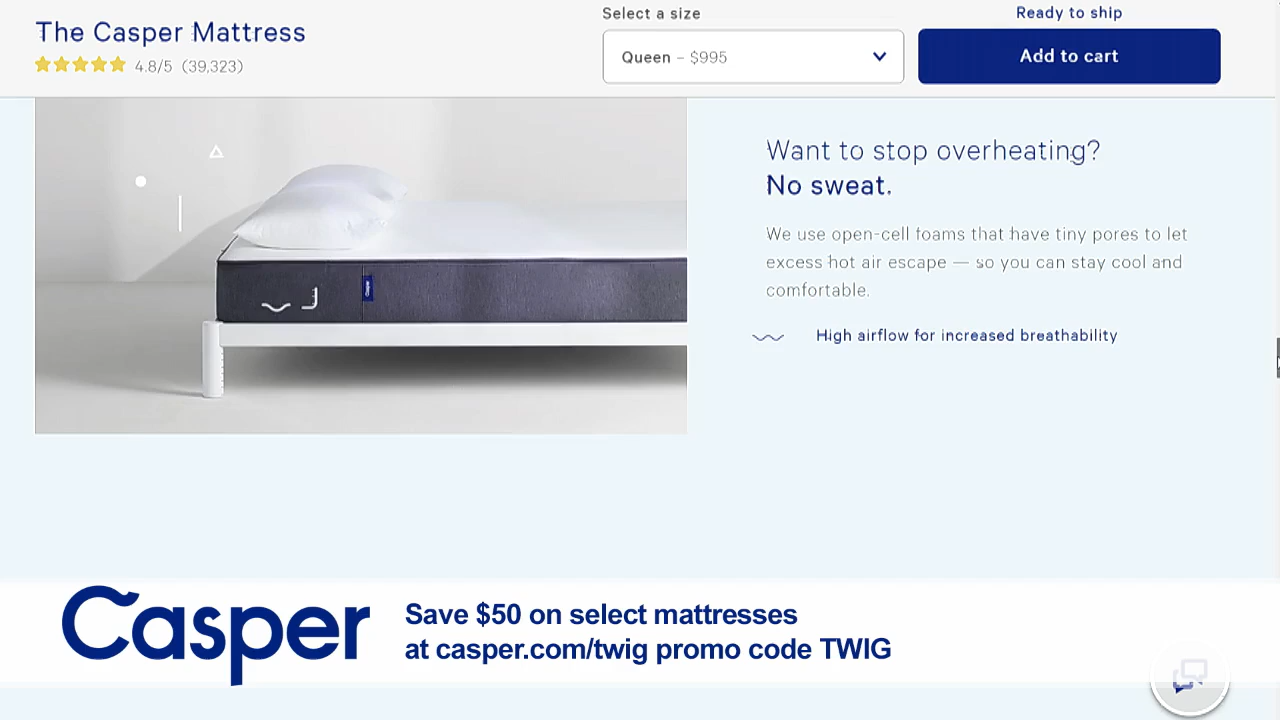 The Casper Mattress
4.8/5 (39,323)
Select a size
Queen – $995
Ready to ship
Add to cart
Want to stop overheating?
No sweat.
We use open-cell foams that have tiny pores to let
excess hot air escape — so you can stay cool and
comfortable.
High airflow for increased breathability
Casper
Casper
Save $50 on select mattresses
at casper.com/twig promo code TWIG